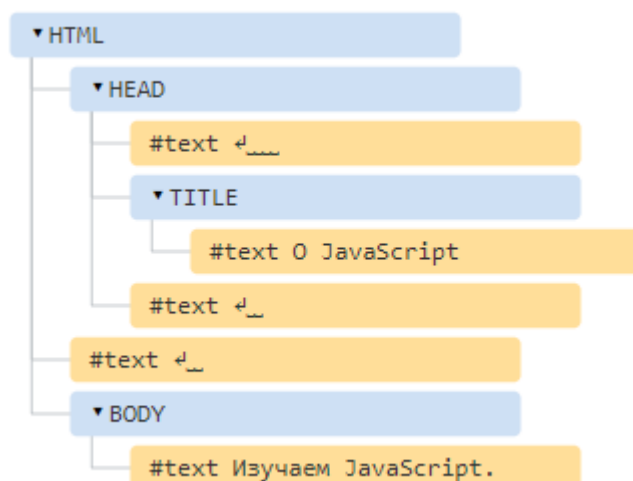 ▾ HTML
▾ HEAD
#text ↵␣␣␣␣
▾ TITLE
#text О JavaScript
#text ↵␣␣
#text ↵␣␣
▾ BODY
#text Изучаем JavaScript.